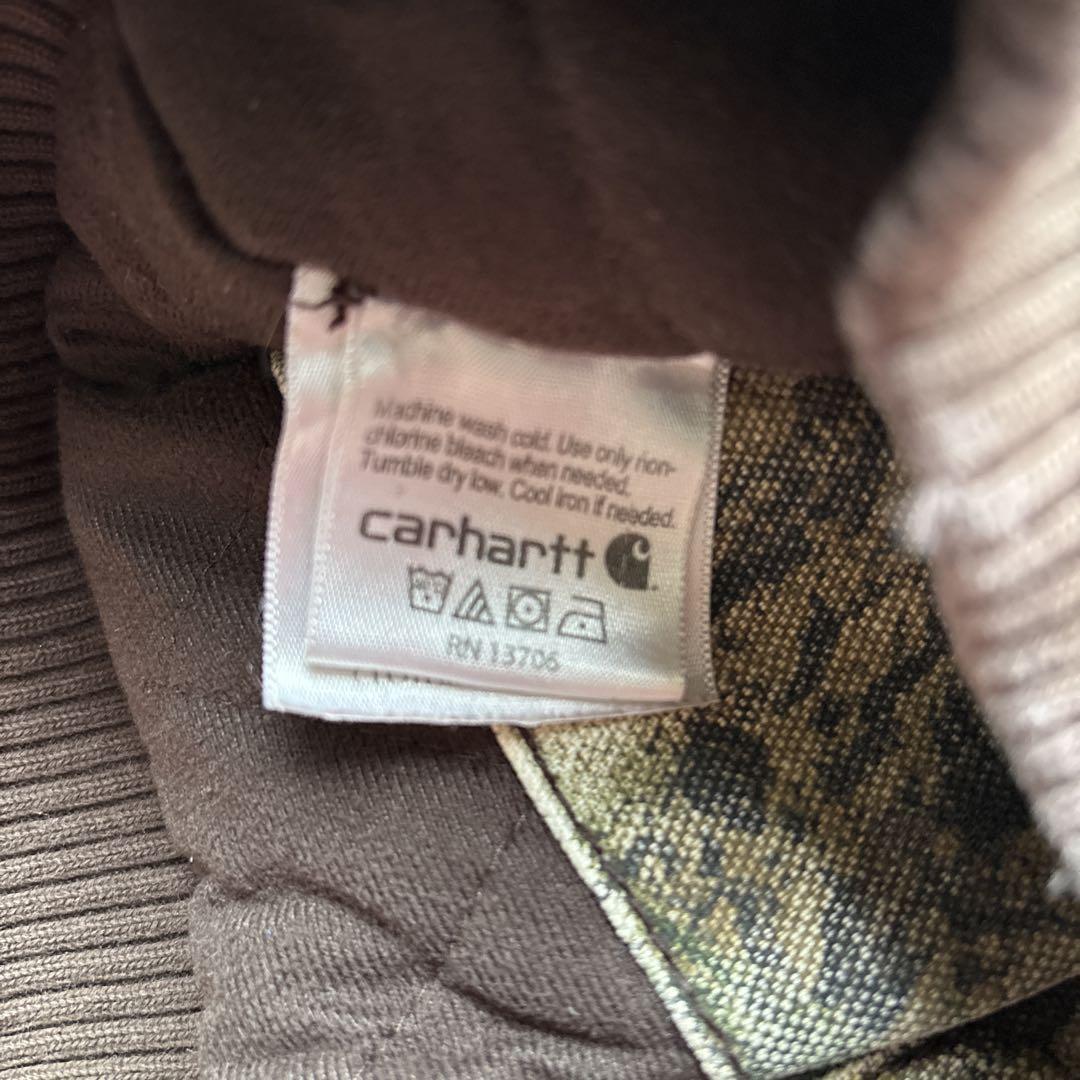 Machine wash cold. Use only non-
chlorine bleach when needed.
Tumble dry low. Cool iron if needed.
carhartt
RN 13706